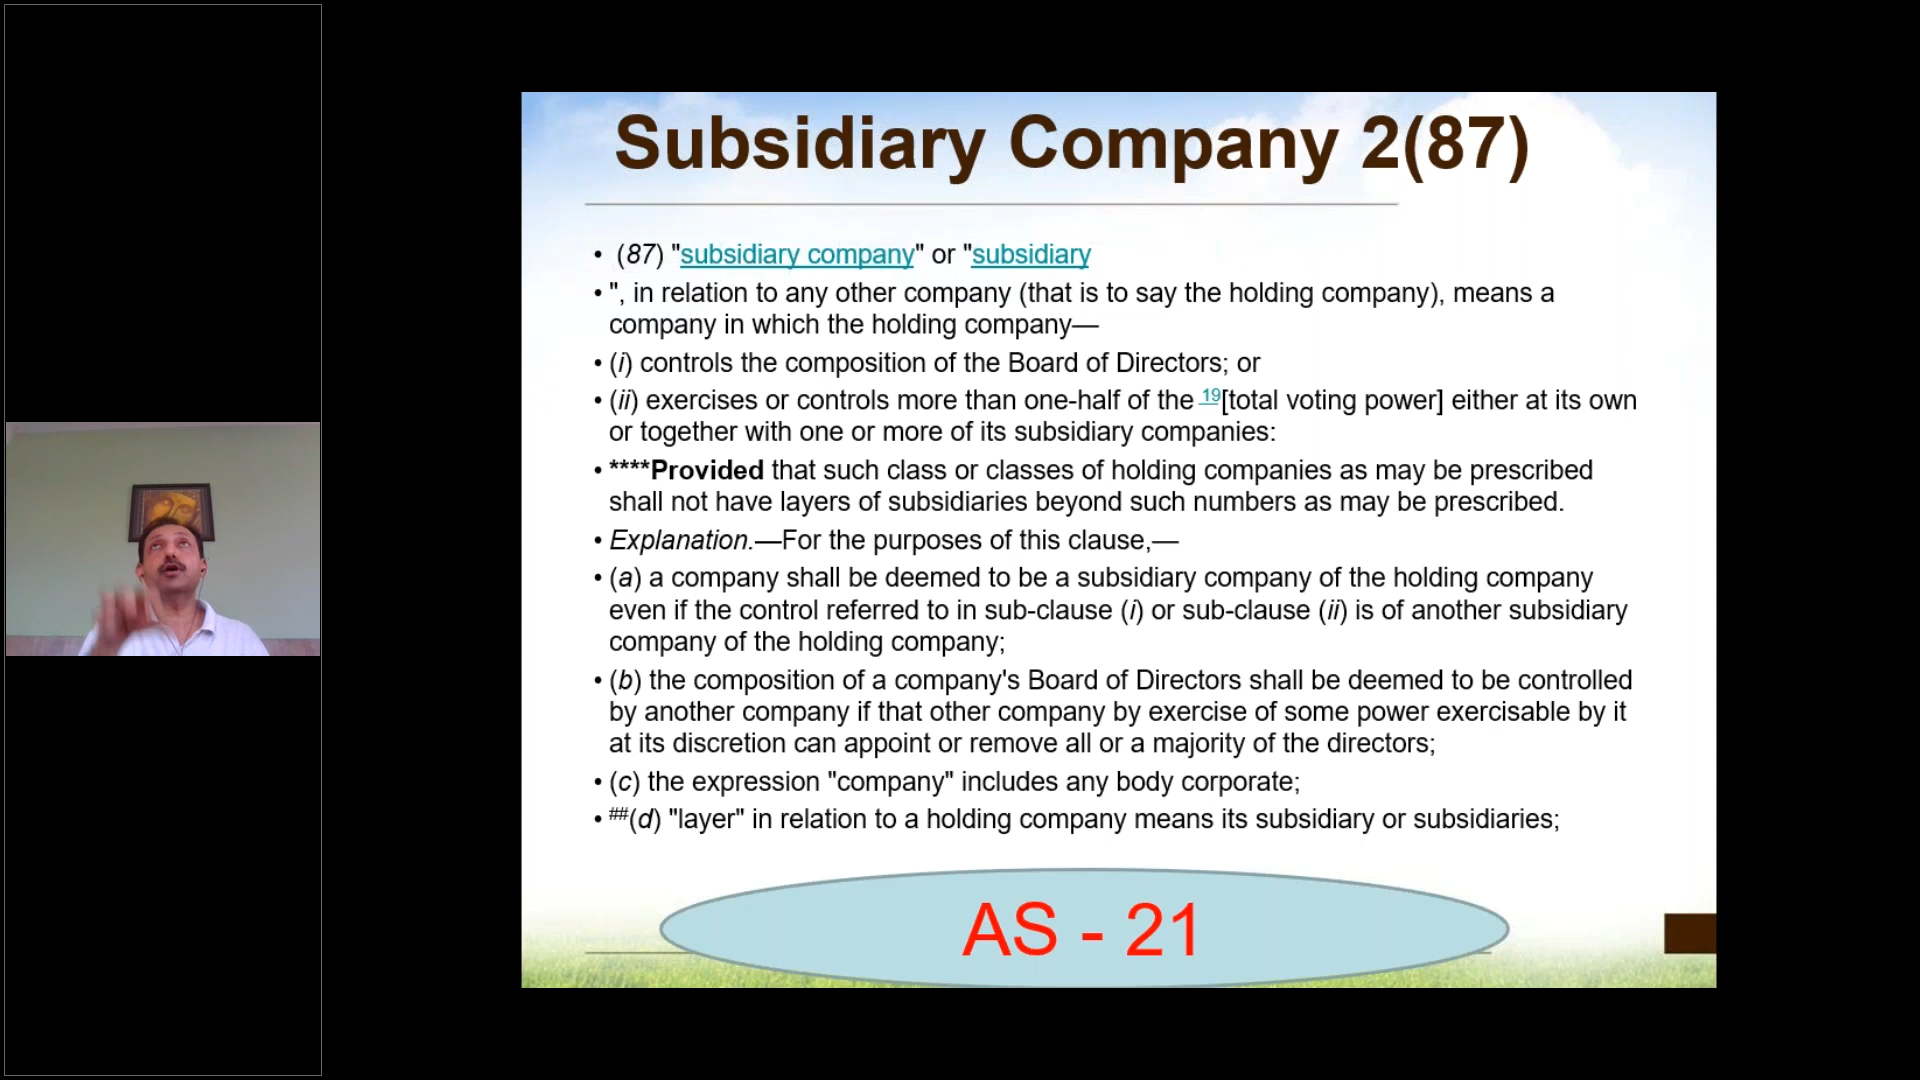 Subsidiary Company 2(87)
• (87) "subsidiary company" or "subsidiary
• ", in relation to any other company (that is to say the holding company), means a
company in which the holding company—
• (i) controls the composition of the Board of Directors; or
• (ii) exercises or controls more than one-half of the 19[total voting power] either at its own
or together with one or more of its subsidiary companies:
• ****Provided that such class or classes of holding companies as may be prescribed
shall not have layers of subsidiaries beyond such numbers as may be prescribed.
• Explanation.—For the purposes of this clause,—
• (a) a company shall be deemed to be a subsidiary company of the holding company
even if the control referred to in sub-clause (i) or sub-clause (ii) is of another subsidiary
company of the holding company;
• (b) the composition of a company's Board of Directors shall be deemed to be controlled
by another company if that other company by exercise of some power exercisable by it
at its discretion can appoint or remove all or a majority of the directors;
• (c) the expression "company" includes any body corporate;
• ##(d) "layer" in relation to a holding company means its subsidiary or subsidiaries;
AS - 21